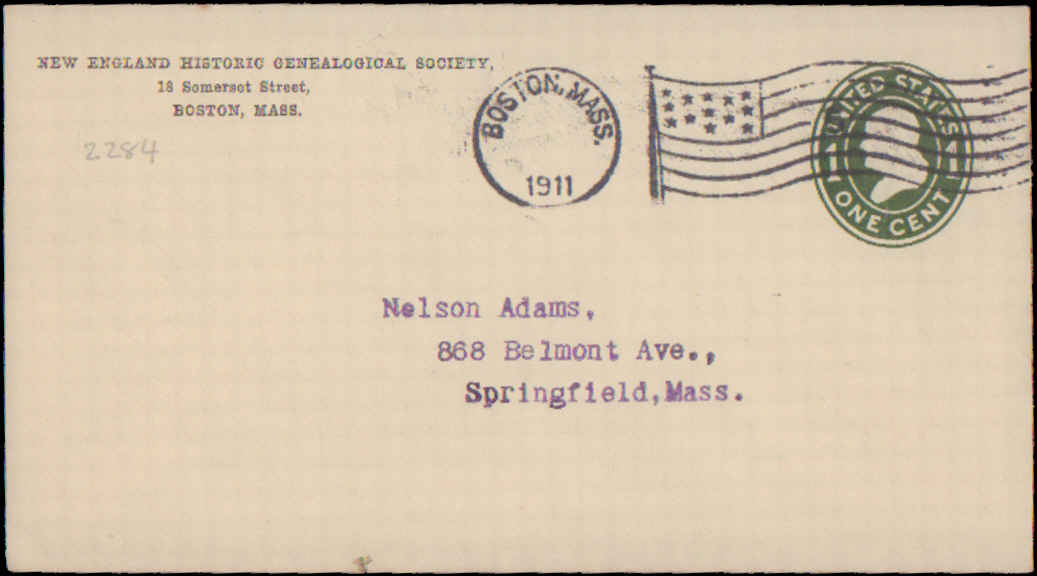 NEW ENGLAND HISTORIC GENEALOGICAL SOCIETY,
18 Somerset Street,
BOSTON, MASS.
2284
BOSTON, MASS.
1911
UNITED STATES
ONE CENT
Nelson Adams,
868 Belmont Ave.,
Springfield,Mass.